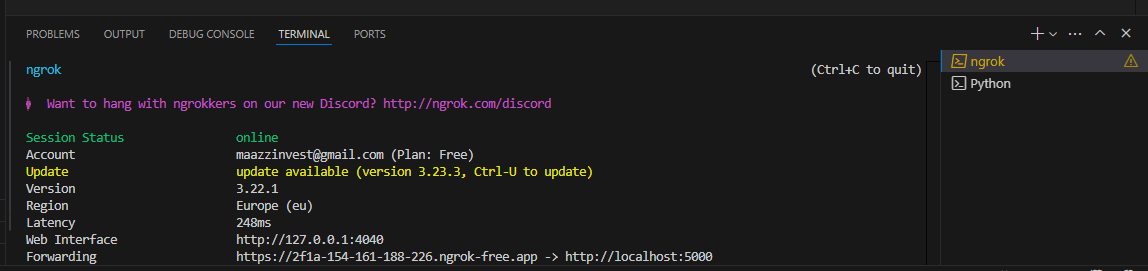 PROBLEMS OUTPUT DEBUG CONSOLE TERMINAL PORTS
ngrok (Ctrl+C to quit)
Want to hang with ngrokkers on our new Discord? http://ngrok.com/discord
Session Status online
Account maazzinvest@gmail.com (Plan: Free)
Update update available (version 3.23.3, Ctrl-U to update)
Version 3.22.1
Region Europe (eu)
Latency 248ms
Web Interface http://127.0.0.1:4040
Forwarding https://2f1a-154-161-188-226.ngrok-free.app -> http://localhost:5000
ngrok
Python